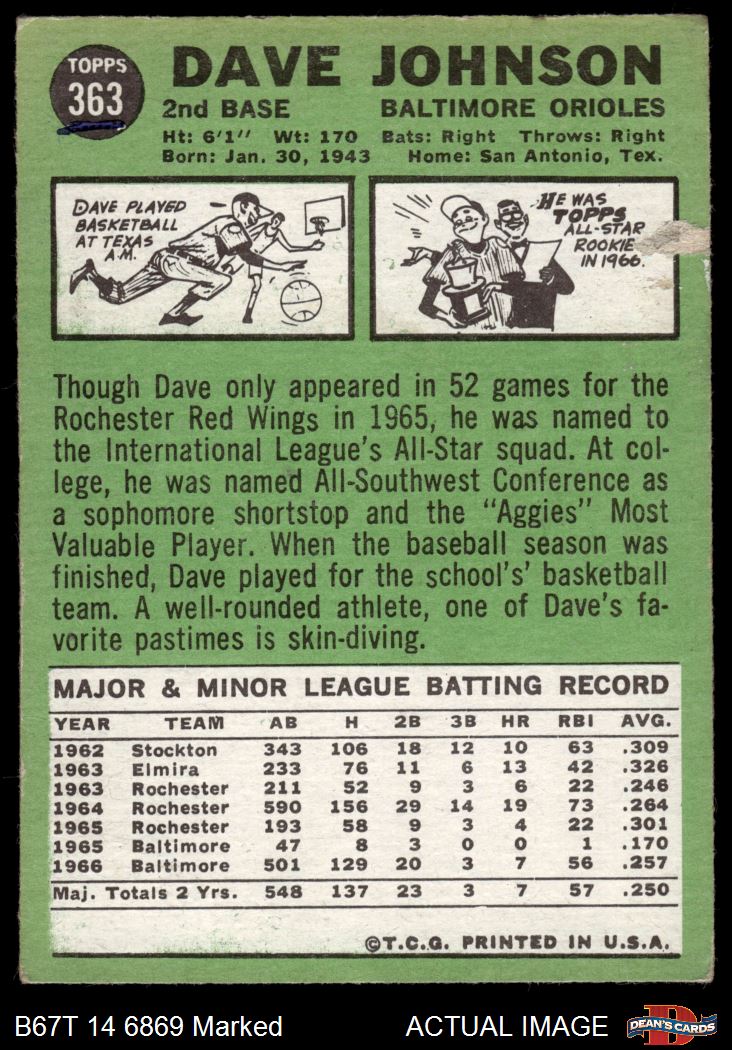 TOPPS
363
DAVE JOHNSON
2nd BASE BALTIMORE ORIOLES
Ht: 6'1" Wt: 170 Bats: Right Throws: Right
Born: Jan. 30, 1943 Home: San Antonio, Tex.
DAVE PLAYED
BASKETBALL
AT TEXAS
A.M.
HE WAS
TOPPS
ALL-STAR
ROOKIE
IN 1966.
Though Dave only appeared in 52 games for the
Rochester Red Wings in 1965, he was named to
the International League's All-Star squad. At col-
lege, he was named All-Southwest Conference as
a sophomore shortstop and the "Aggies" Most
Valuable Player. When the baseball season was
finished, Dave played for the school's' basketball
team. A well-rounded athlete, one of Dave's fa-
vorite pastimes is skin-diving.
MAJOR & MINOR LEAGUE BATTING RECORD
YEAR TEAM AB H 2B 3B HR RBI AVG.
1962 Stockton 343 106 18 12 10 63 .309
1963 Elmira 233 76 11 6 13 42 .326
1963 Rochester 211 52 9 3 6 22 .246
1964 Rochester 590 156 29 14 19 73 .264
1965 Rochester 193 58 9 3 4 22 .301
1965 Baltimore 47 8 3 0 0 1 .170
1966 Baltimore 501 129 20 3 7 56 .257
Maj. Totals 2 Yrs. 548 137 23 3 7 57 .250
©T.C.G. PRINTED IN U.S.A.
B67T 14 6869 Marked ACTUAL IMAGE
D
DEAN'S CARDS